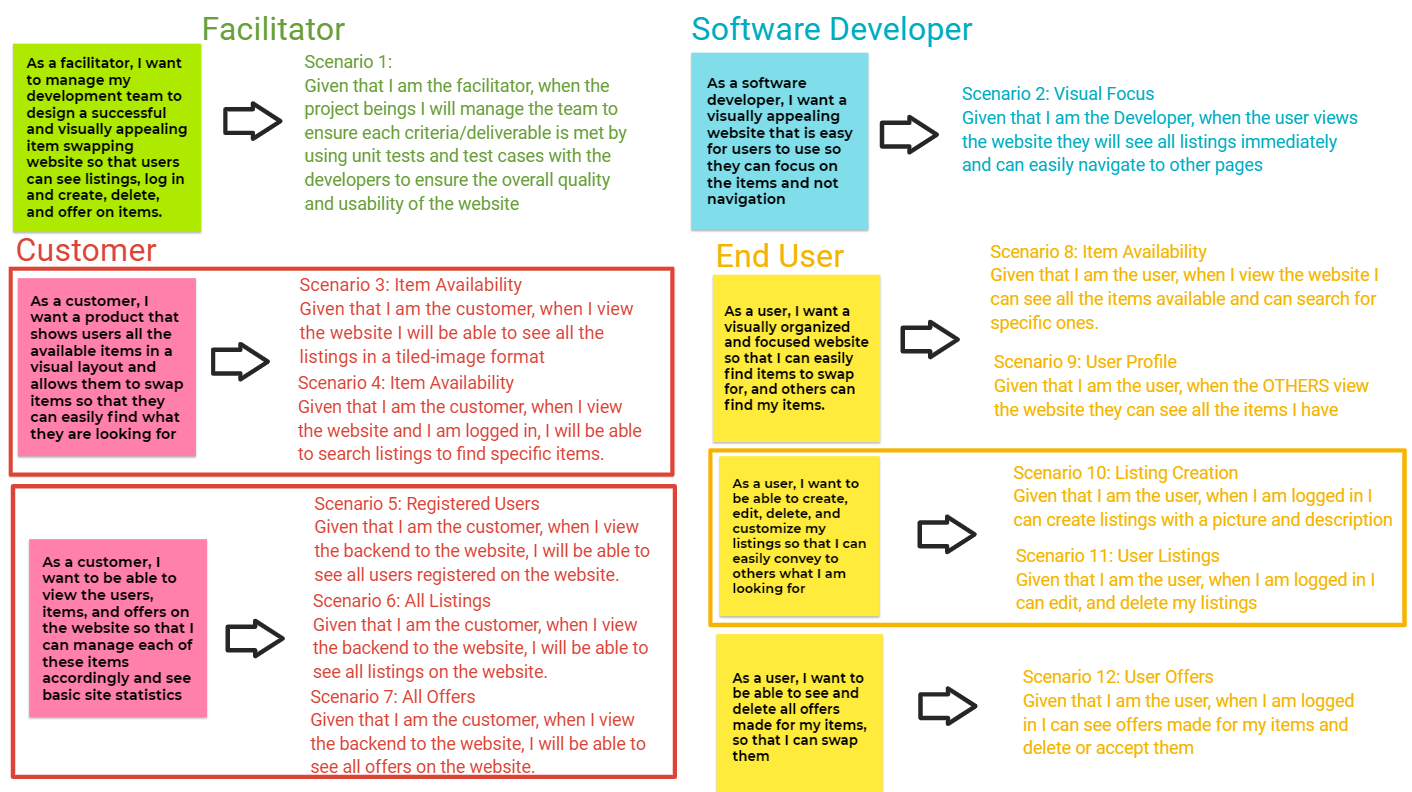 Facilitator
As a facilitator, I want
to manage my
development team to
design a successful
and visually appealing
item swapping
website so that users
can see listings, log in
and create, delete,
and offer on items.
Scenario 1:
Given that I am the facilitator, when the
project beings I will manage the team to
ensure each criteria/deliverable is met by
using unit tests and test cases with the
developers to ensure the overall quality
and usability of the website
Software Developer
As a software
developer, I want a
visually appealing
website that is easy
for users to use so
they can focus on
the items and not
navigation
Scenario 2: Visual Focus
Given that I am the Developer, when the user views
the website they will see all listings immediately
and can easily navigate to other pages
Customer
As a customer, I
want a product that
shows users all the
available items in a
visual layout and
allows them to swap
items so that they
can easily find what
they are looking for
Scenario 3: Item Availability
Given that I am the customer, when I view
the website I will be able to see all the
listings in a tiled-image format
Scenario 4: Item Availability
Given that I am the customer, when I view
the website and I am logged in, I will be able
to search listings to find specific items.
As a customer, I
want to be able to
view the users,
items, and offers on
the website so that I
can manage each of
these items
accordingly and see
basic site statistics
Scenario 5: Registered Users
Given that I am the customer, when I view
the backend to the website, I will be able to
see all users registered on the website.
Scenario 6: All Listings
Given that I am the customer, when I view
the backend to the website, I will be able to
see all listings on the website.
Scenario 7: All Offers
Given that I am the customer, when I view
the backend to the website, I will be able to
see all offers on the website.
End User
As a user, I want a
visually organized
and focused website
so that I can easily
find items to swap
for, and others can
find my items.
Scenario 8: Item Availability
Given that I am the user, when I view the website I
can see all the items available and can search for
specific ones.
Scenario 9: User Profile
Given that I am the user, when the OTHERS view
the website they can see all the items I have
As a user, I want to
be able to create,
edit, delete, and
customize my
listings so that I can
easily convey to
others what I am
looking for
Scenario 10: Listing Creation
Given that I am the user, when I am logged in I
can create listings with a picture and description
Scenario 11: User Listings
Given that I am the user, when I am logged in I
can edit, and delete my listings
As a user, I want to
be able to see and
delete all offers
made for my items,
so that I can swap
them
Scenario 12: User Offers
Given that I am the user, when I am logged
in I can see offers made for my items and
delete or accept them